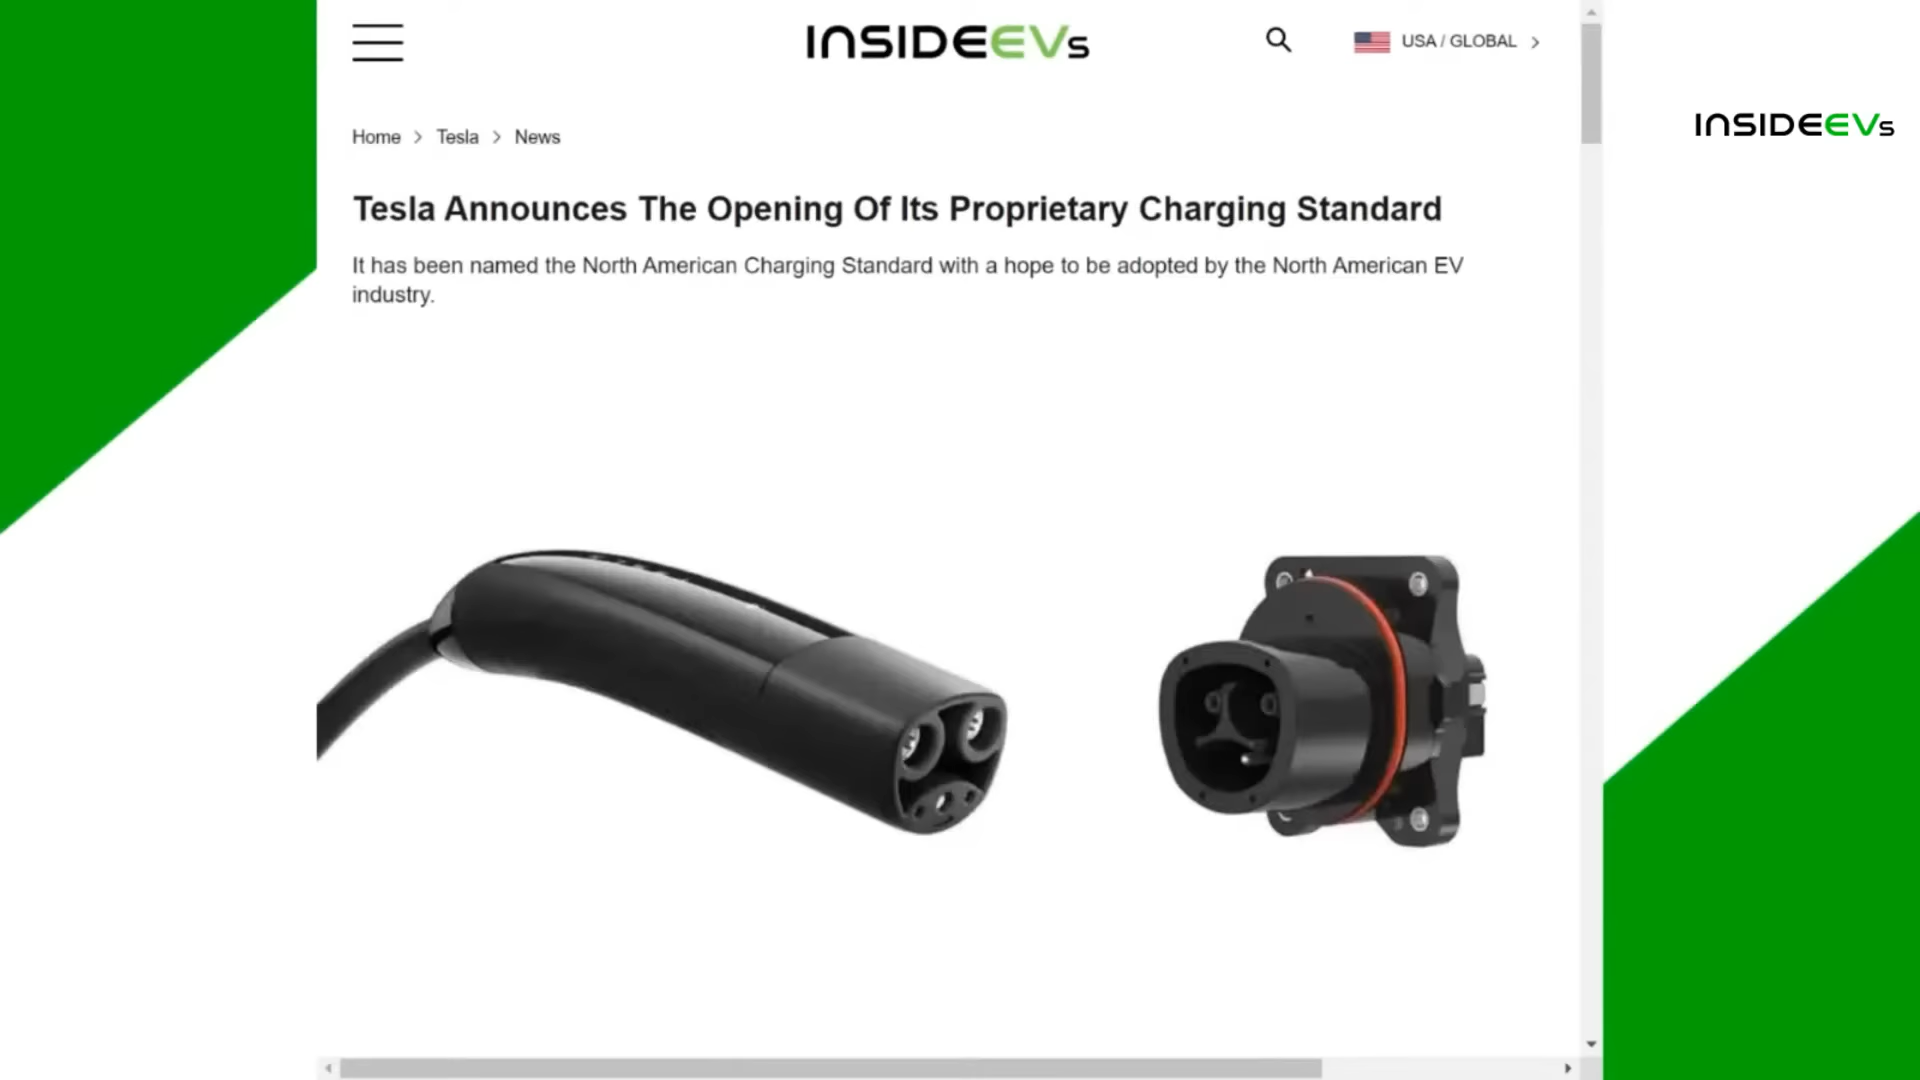 INSIDEEVs
USA / GLOBAL
INSIDEEVs
Home > Tesla > News
Tesla Announces The Opening Of Its Proprietary Charging Standard
It has been named the North American Charging Standard with a hope to be adopted by the North American EV
industry.